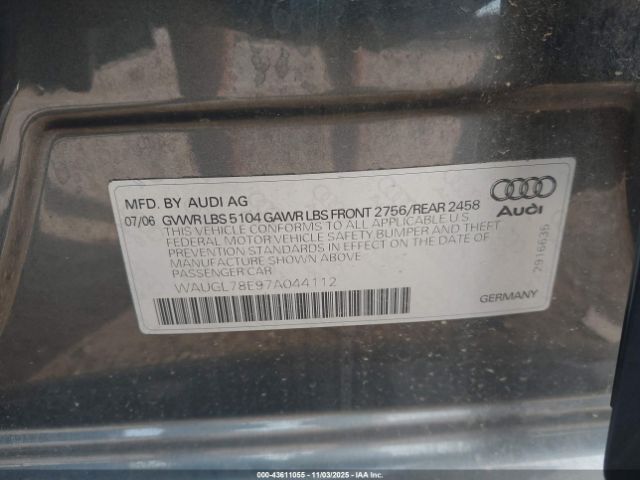 MFD. BY AUDI AG
07/06 GVWR LBS 5104 GAWR LBS FRONT 2756/REAR 2458
THIS VEHICLE CONFORMS TO ALL APPLICABLE U.S.
FEDERAL MOTOR VEHICLE SAFETY,BUMPER AND THEFT
PREVENTION STANDARDS IN EFFECT ON THE DATE OF
MANUFACTURE SHOWN ABOVE
PASSENGER CAR
WAUGL78E97A044112
Audi
2916636
GERMANY
000-43611055 - 11/03/2025 - IAA Inc.